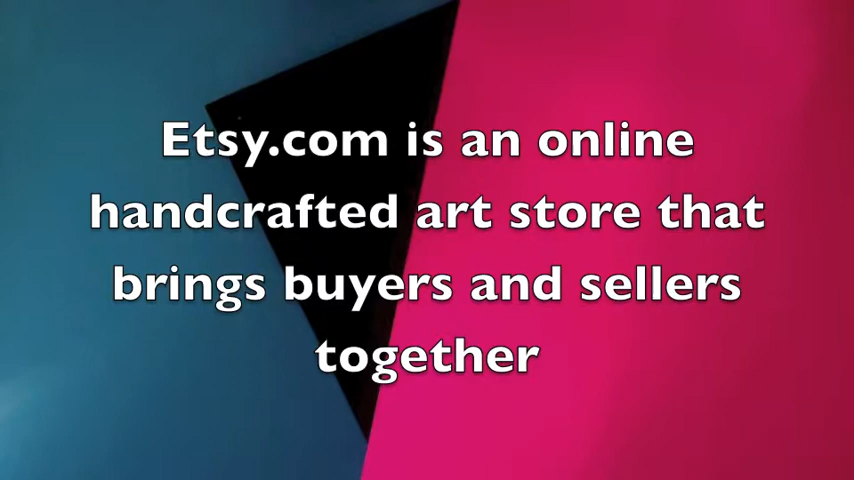 Etsy.com is an online
handcrafted art store that
brings buyers and sellers
together